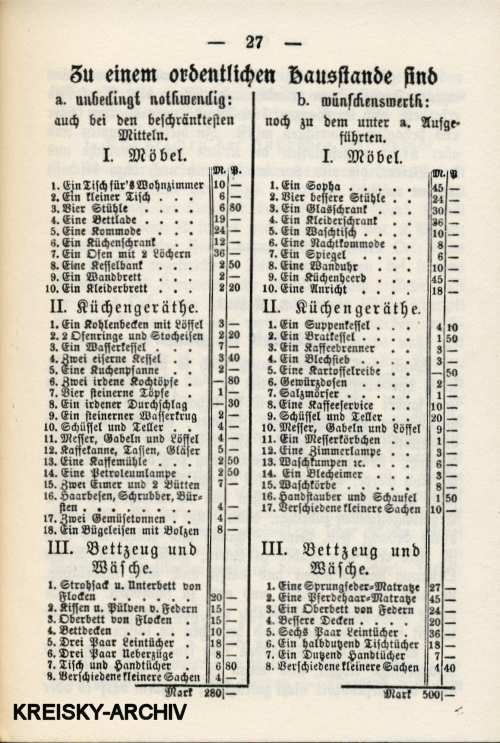 — 27 —
Zu einem ordentlichen Hausstande sind
a. unbedingt nothwendig:
auch bei den beschränktesten
Mitteln.
I. Möbel.
M. P.
1. Ein Tisch für's Wohnzimmer 10 —
2. Ein kleiner Tisch . . . 6 —
3. Vier Stühle . . . . 6 80
4. Eine Bettlade . . . . 19 —
5. Eine Kommode . . . 24 —
6. Ein Küchenschrank . . 12 —
7. Ein Ofen mit 2 Löchern 36 —
8. Eine Kesselbank . . . 2 50
9. Ein Wandbrett . . . 2 —
10. Ein Kleiderbrett . . . 2 20
II. Küchengeräthe.
1. Ein Kohlenbecken mit Löffel 3 —
2. 2 Ofenringe und Stocheisen 2 20
3. Ein Wasserkessel . . . 7 —
4. Zwei eiserne Kessel . . 3 40
5. Eine Küchenpfanne . . 2 —
6. Zwei irdene Kochtöpfe . — 80
7. Vier steinerne Töpfe . 1 —
8. Ein irdener Durchschlag — 30
9. Ein steinerner Wasserkrug 2 —
10. Schüssel und Teller . . 4 —
11. Messer, Gabeln und Löffel 4 —
12. Kaffekanne, Tassen, Gläser 5 —
13. Eine Kaffemühle . . . 2 50
14. Eine Petroleumlampe . 2 50
15. Zwei Eimer und 2 Bütten 7 —
16. Haarbesen, Schrubber, Bür-
sten . . . . . . 4 —
17. Zwei Gemüsetonnen . . 4 —
18. Ein Bügeleisen mit Bolzen 8 —
III. Bettzeug und
Wäsche.
1. Strohsack u. Unterbett von
Flocken . . . . . 20 —
2. Kissen u. Pülven v. Federn 15 —
3. Oberbett von Flocken . 15 —
4. Bettdecken . . . . 10 —
5. Drei Paar Leintücher . 18 —
6. Drei Paar Ueberzüge . 8 —
7. Tisch und Handtücher . 6 80
8. Verschiedene kleinere Sachen 4 —
Mark 280 —
b. wünschenswerth:
noch zu dem unter a. Aufge-
führten.
I. Möbel.
M. P.
1. Ein Sopha . . . . . 45 —
2. Vier bessere Stühle . . 24 —
3. Ein Glasschrank . . . 30 —
4. Ein Kleiderschrank . . 36 —
5. Ein Waschtisch . . . 10 —
6. Eine Nachtkommode . . 8 —
7. Ein Spiegel . . . . 6 —
8. Eine Wanduhr . . . 10 —
9. Ein Küchenheerd . . . 45 —
10. Eine Anricht . . . . 18 —
II. Küchengeräthe.
1. Ein Suppenkessel . . . 4 10
2. Ein Bratkessel . . . 1 50
3. Ein Kaffeebrenner . . 3 —
4. Ein Blechsieb . . . . 3 —
5. Eine Kartoffelreibe . . — 50
6. Gewürzdosen . . . . 2 —
7. Salzmörser . . . . 1 —
8. Eine Kaffeeservice . . 10 —
9. Schüssel und Teller . . 20 —
10. Messer, Gabeln und Löffel 9 —
11. Ein Messerkörbchen . . 1 —
12. Eine Zimmerlampe . . 3 —
13. Waschkumpen ꝛc. . . . 6 —
14. Ein Blecheimer . . . 3 —
15. Waschkörbe . . . . 8 —
16. Handstauber und Schaufel 1 50
17. Verschiedene kleinere Sachen 10 —
III. Bettzeug und
Wäsche.
1. Eine Sprungfeder-Matratze 27 —
2. Eine Pferdehaar-Matratze 45 —
3. Ein Oberbett von Federn 24 —
4. Bessere Decken . . . 20 —
5. Sechs Paar Leintücher . 36 —
6. Ein halbdutzend Tischtücher 18 —
7. Ein Dutzend Handtücher 7 —
8. Verschiedene kleinere Sachen 4 40
Mark 500 —
KREISKY-ARCHIV